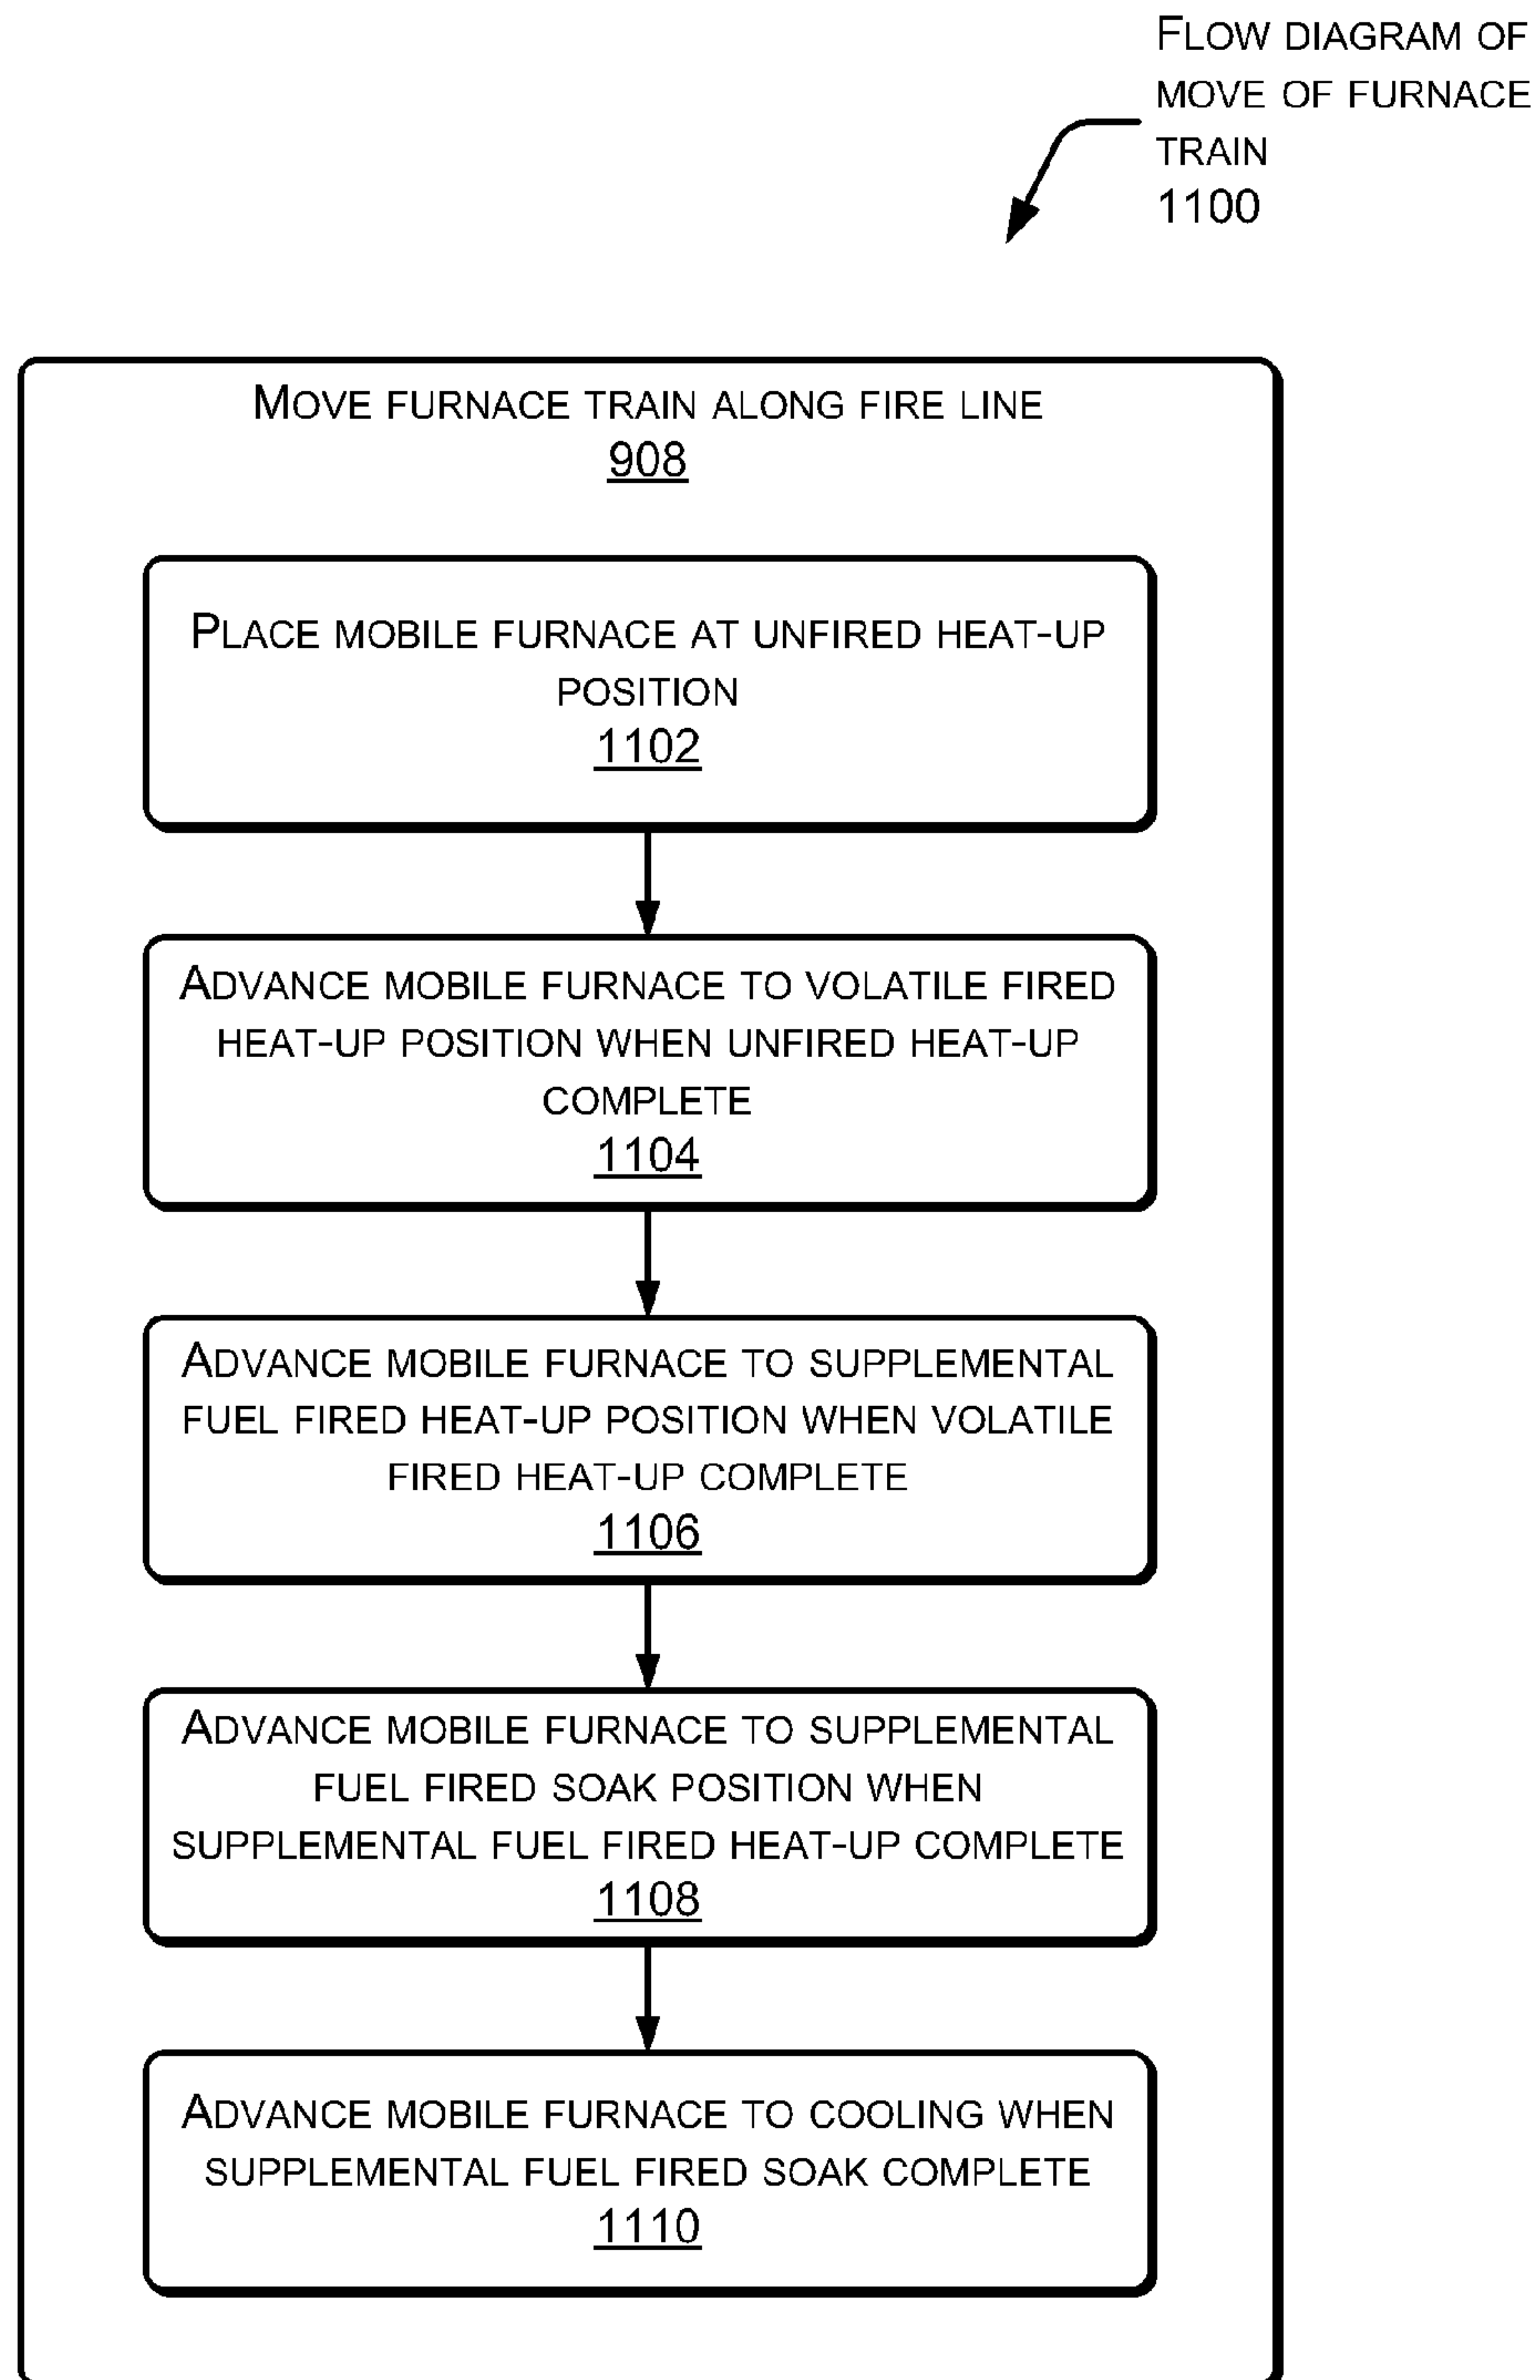 FLOW DIAGRAM OF
MOVE OF FURNACE
TRAIN
1100
MOVE FURNACE TRAIN ALONG FIRE LINE
908
PLACE MOBILE FURNACE AT UNFIRED HEAT-UP
POSITION
1102
ADVANCE MOBILE FURNACE TO VOLATILE FIRED
HEAT-UP POSITION WHEN UNFIRED HEAT-UP
COMPLETE
1104
ADVANCE MOBILE FURNACE TO SUPPLEMENTAL
FUEL FIRED HEAT-UP POSITION WHEN VOLATILE
FIRED HEAT-UP COMPLETE
1106
ADVANCE MOBILE FURNACE TO SUPPLEMENTAL
FUEL FIRED SOAK POSITION WHEN
SUPPLEMENTAL FUEL FIRED HEAT-UP COMPLETE
1108
ADVANCE MOBILE FURNACE TO COOLING WHEN
SUPPLEMENTAL FUEL FIRED SOAK COMPLETE
1110